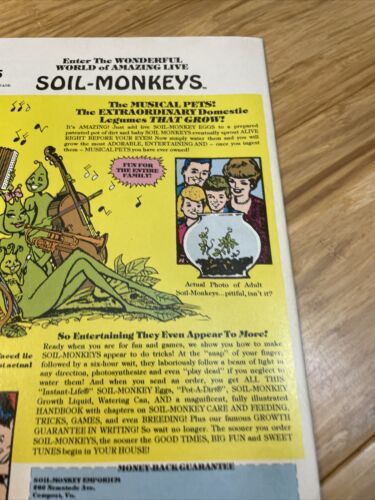 Enter The WONDERFUL
WORLD of AMAZING LIVE
SOIL-MONKEYS™
The MUSICAL PETS!
The EXTRAORDINARY Domestic
Legumes THAT GROW!
It's AMAZING! Just add live SOIL-MONKEY EGGS to a prepared
pastured pot of dirt and baby SOIL MONKEYS eventually sprout ALIVE
RIGHT BEFORE YOUR EYES! Now simply water them and you will
grow the most ADORABLE, ENTERTAINING AND - once you ingest
them - MUSICAL PETS you have ever owned!
FUN FOR
THE ENTIRE
FAMILY!
Actual Photo of Adult
Soil-Monkeys...pitiful, isn't it?
So Entertaining They Even Appear To Move!
Ready when you are for fun and games, we show you how to make
SOIL-MONKEYS appear to do tricks! At the "snap" of your finger,
followed by a six-hour wait, they laboriously follow a beam of light in
any direction, photosynthesize and even "play dead" if you neglect to
water them! And when you send an order, you get ALL THIS
"Instant-Life®" SOIL-MONKEY Eggs, "Pot-A-Dirt®", SOIL-MONKEY
Growth Liquid, Watering Can, AND a magnificent, fully illustrated
HANDBOOK with chapters on SOIL-MONKEY CARE AND FEEDING,
TRICKS, GAMES, and even BREEDING! Plus our famous GROWTH
GUARANTEE IN WRITING! So wait no longer. The sooner you order
SOIL-MONKEYS, the sooner the GOOD TIMES, BIG FUN and SWEET
TUNES begin in YOUR HOUSE!
MONEY-BACK GUARANTEE
SOIL-MONKEY EMPORIUM
Nematode Ave.
Compost, Va.